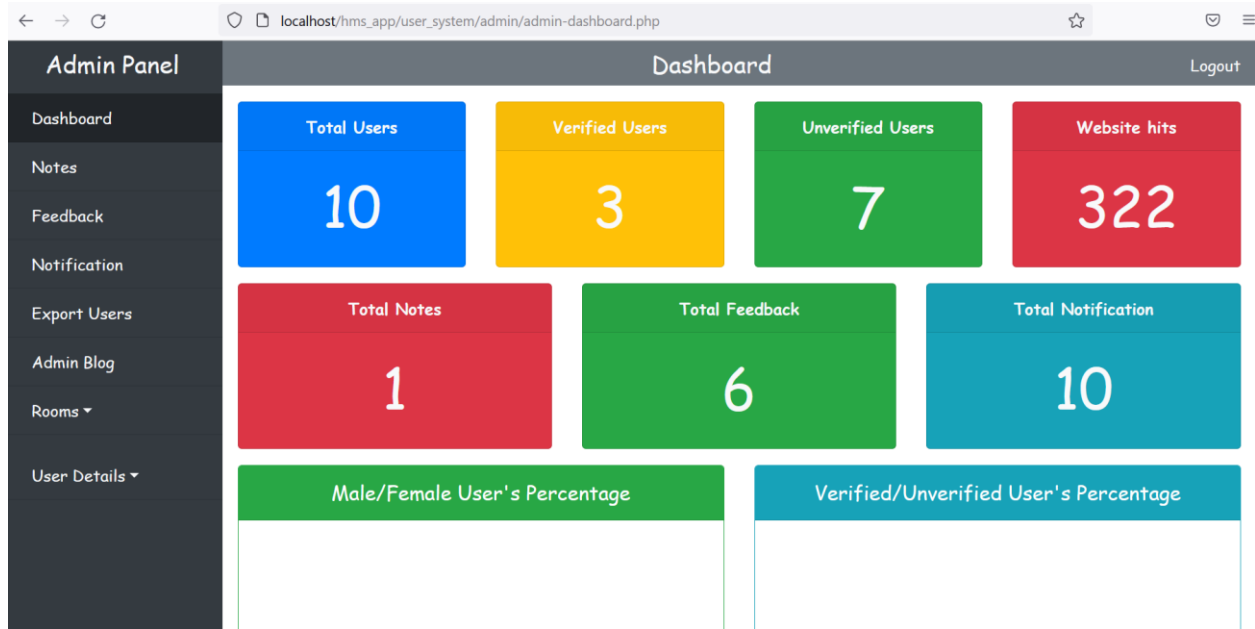 localhost/hms_app/user_system/admin/admin-dashboard.php
Admin Panel
Dashboard
Logout
Dashboard
Notes
Feedback
Notification
Export Users
Admin Blog
Rooms
User Details
Total Users
10
Verified Users
3
Unverified Users
7
Website hits
322
Total Notes
1
Total Feedback
6
Total Notification
10
Male/Female User's Percentage
Verified/Unverified User's Percentage